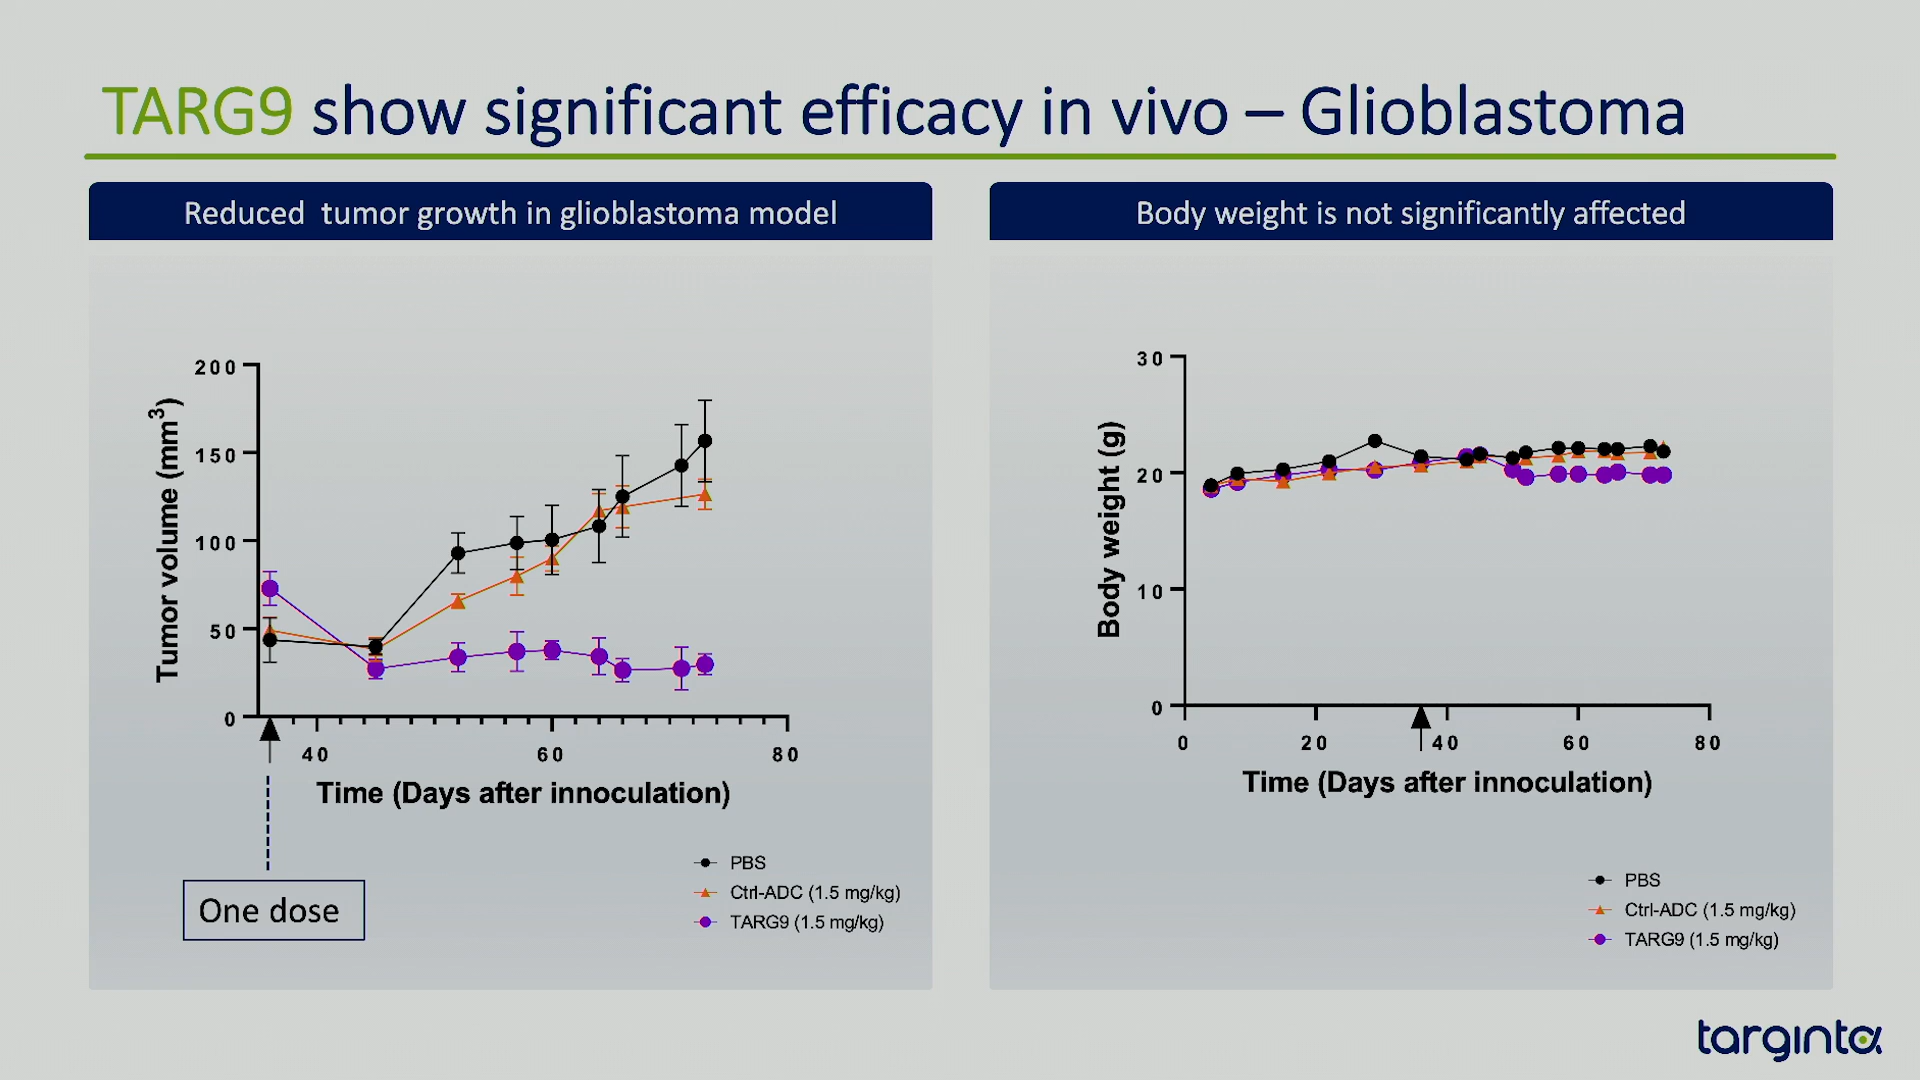 TARG9 show significant efficacy in vivo – Glioblastoma
Reduced tumor growth in glioblastoma model
200
150
100
50
0
Tumor volume (mm³)
40
60
80
Time (Days after innoculation)
One dose
PBS
Ctrl-ADC (1.5 mg/kg)
TARG9 (1.5 mg/kg)
Body weight is not significantly affected
30
20
10
0
Body weight (g)
0
20
40
60
80
Time (Days after innoculation)
PBS
Ctrl-ADC (1.5 mg/kg)
TARG9 (1.5 mg/kg)
targinta